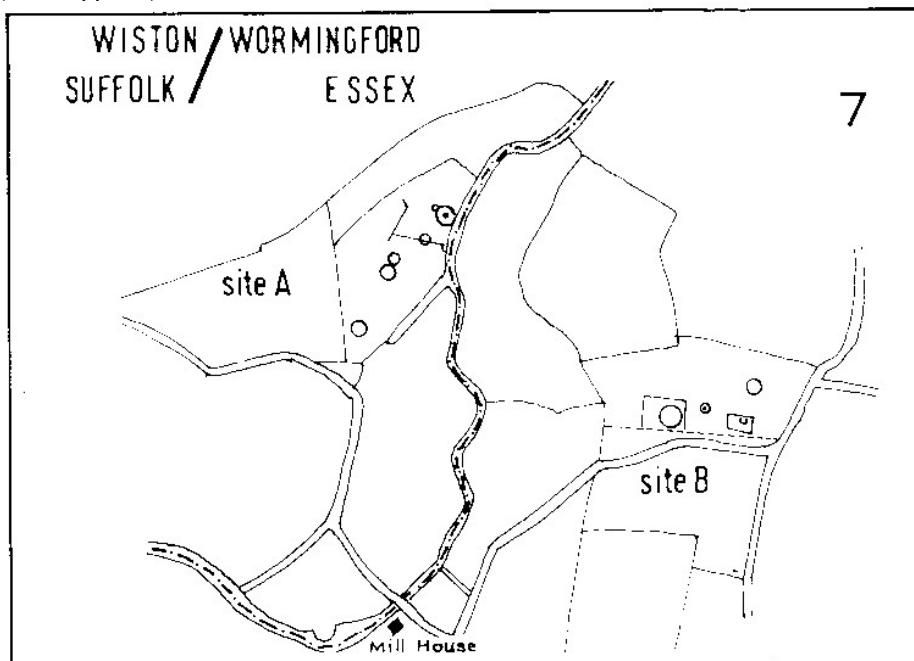 WISTON / WORMINGFORD
SUFFOLK / ESSEX
7
site A
site B
Mill House